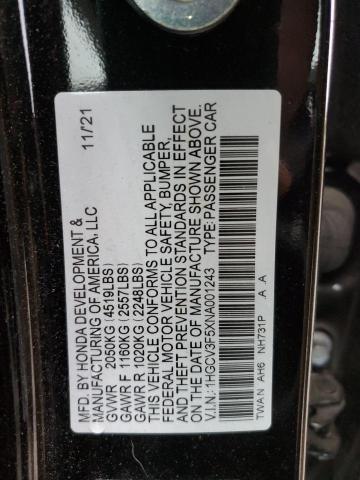 MFD. BY HONDA DEVELOPMENT & 11/21
MANUFACTURING OF AMERICA, LLC
GVWR 2050KG (4519LBS)
GAWR F 1160KG (2557LBS)
GAWR R 1020KG (2248LBS)
THIS VEHICLE CONFORMS TO ALL APPLICABLE
FEDERAL MOTOR VEHICLE SAFETY, BUMPER,
AND THEFT PREVENTION STANDARDS IN EFFECT
ON THE DATE OF MANUFACTURE SHOWN ABOVE.
V.I.N.: 1HGCV3F5XNA001243 TYPE: PASSENGER CAR
TWAN AH6 NH731P A A